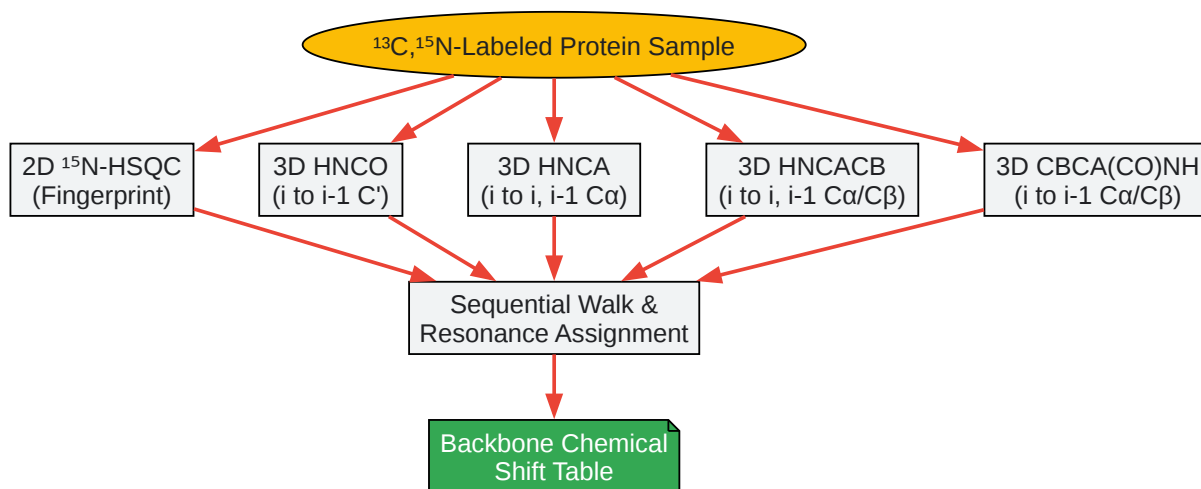 ¹³C,¹⁵N-Labeled Protein Sample
2D ¹⁵N-HSQC
(Fingerprint)
3D HNCO
(i to i-1 C')
3D HNCA
(i to i, i-1 Cα)
3D HNCACB
(i to i, i-1 Cα/Cβ)
3D CBCA(CO)NH
(i to i-1 Cα/Cβ)
Sequential Walk &
Resonance Assignment
Backbone Chemical
Shift Table